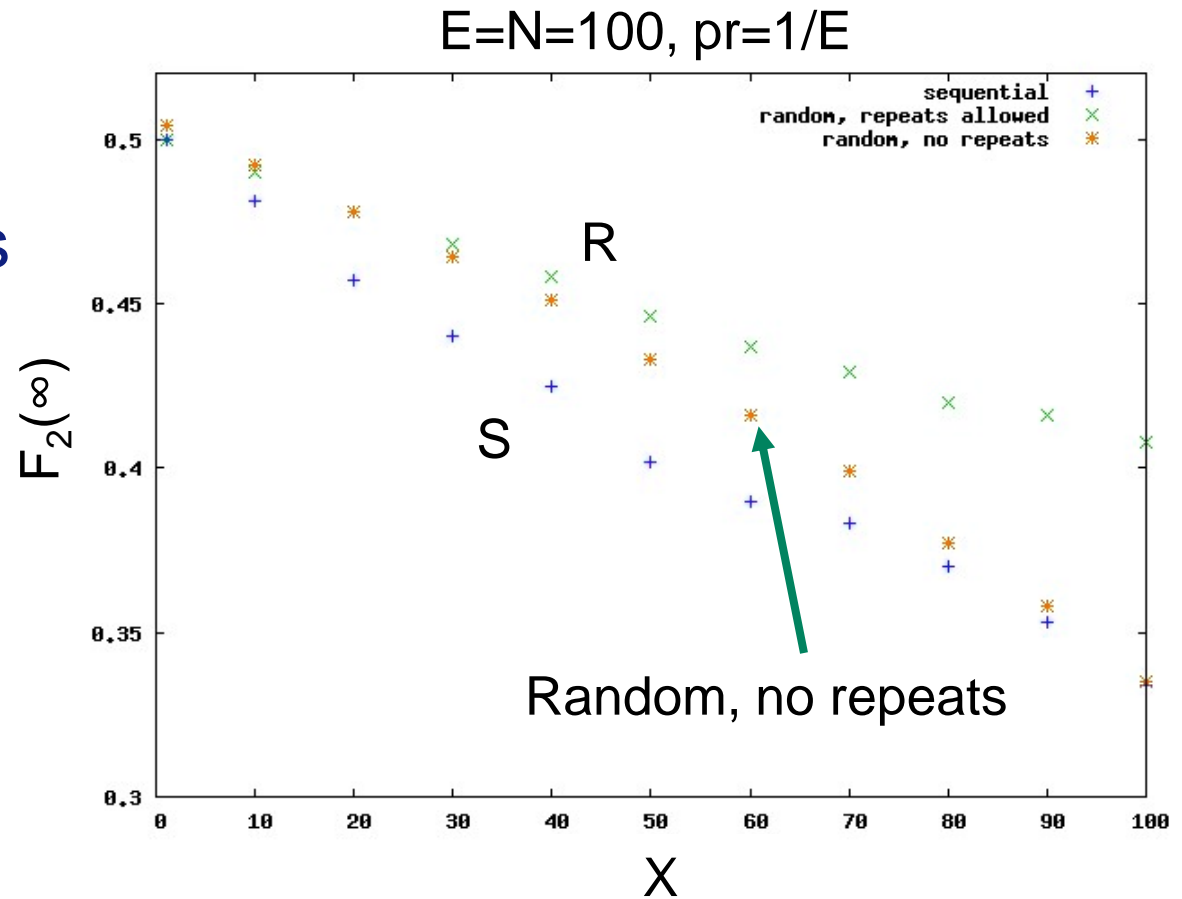 E=N=100, pr=1/E
sequential
random, repeats allowed
random, no repeats
0.5
0.45
0.4
0.35
0.3
s
R
S
F₂(∞)
Random, no repeats
0 10 20 30 40 50 60 70 80 90 100
X